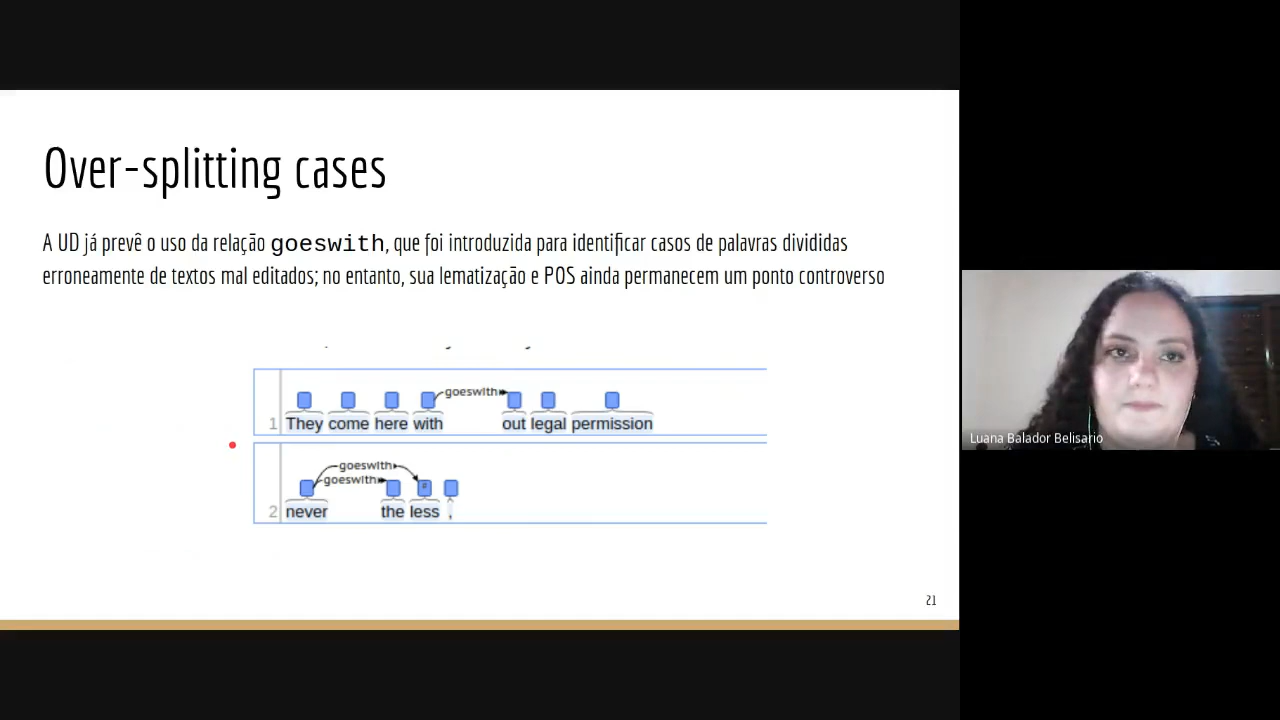 Over-splitting cases
A UD já prevê o uso da relação goeswith, que foi introduzida para identificar casos de palavras divididas
erroneamente de textos mal editados; no entanto, sua lematização e POS ainda permanecem um ponto controverso
goeswith
1 They come here with out legal permission
goeswith
goeswith
2 never the less ,
21
Luana Balador Belisario